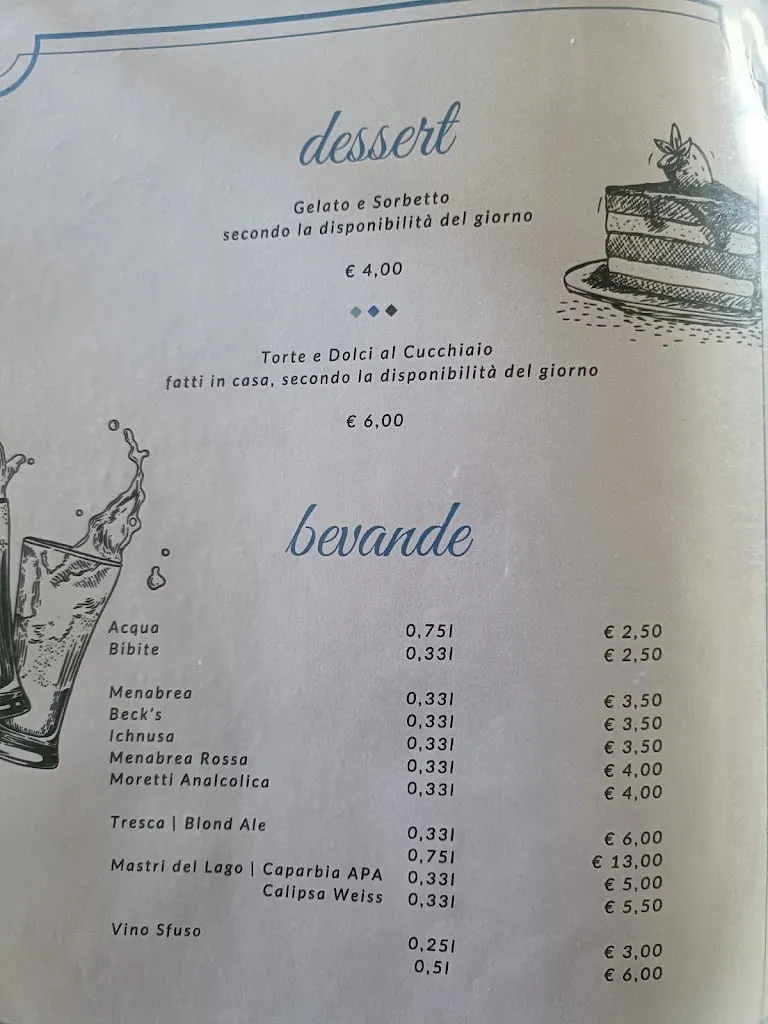 dessert
Gelato e Sorbetto
secondo la disponibilità del giorno
€ 4,00
Torte e Dolci al Cucchiaio
fatti in casa, secondo la disponibilità del giorno
€ 6,00
bevande
Acqua 0,75l € 2,50
Bibite 0,33l € 2,50
Menabrea 0,33l € 3,50
Beck's 0,33l € 3,50
Ichnusa 0,33l € 3,50
Menabrea Rossa 0,33l € 4,00
Moretti Analcolica 0,33l € 4,00
Tresca | Blond Ale 0,33l € 6,00
0,75l € 13,00
Mastri del Lago | Caparbia APA 0,33l € 5,00
Calipsa Weiss 0,33l € 5,50
Vino Sfuso 0,25l € 3,00
0,5l € 6,00